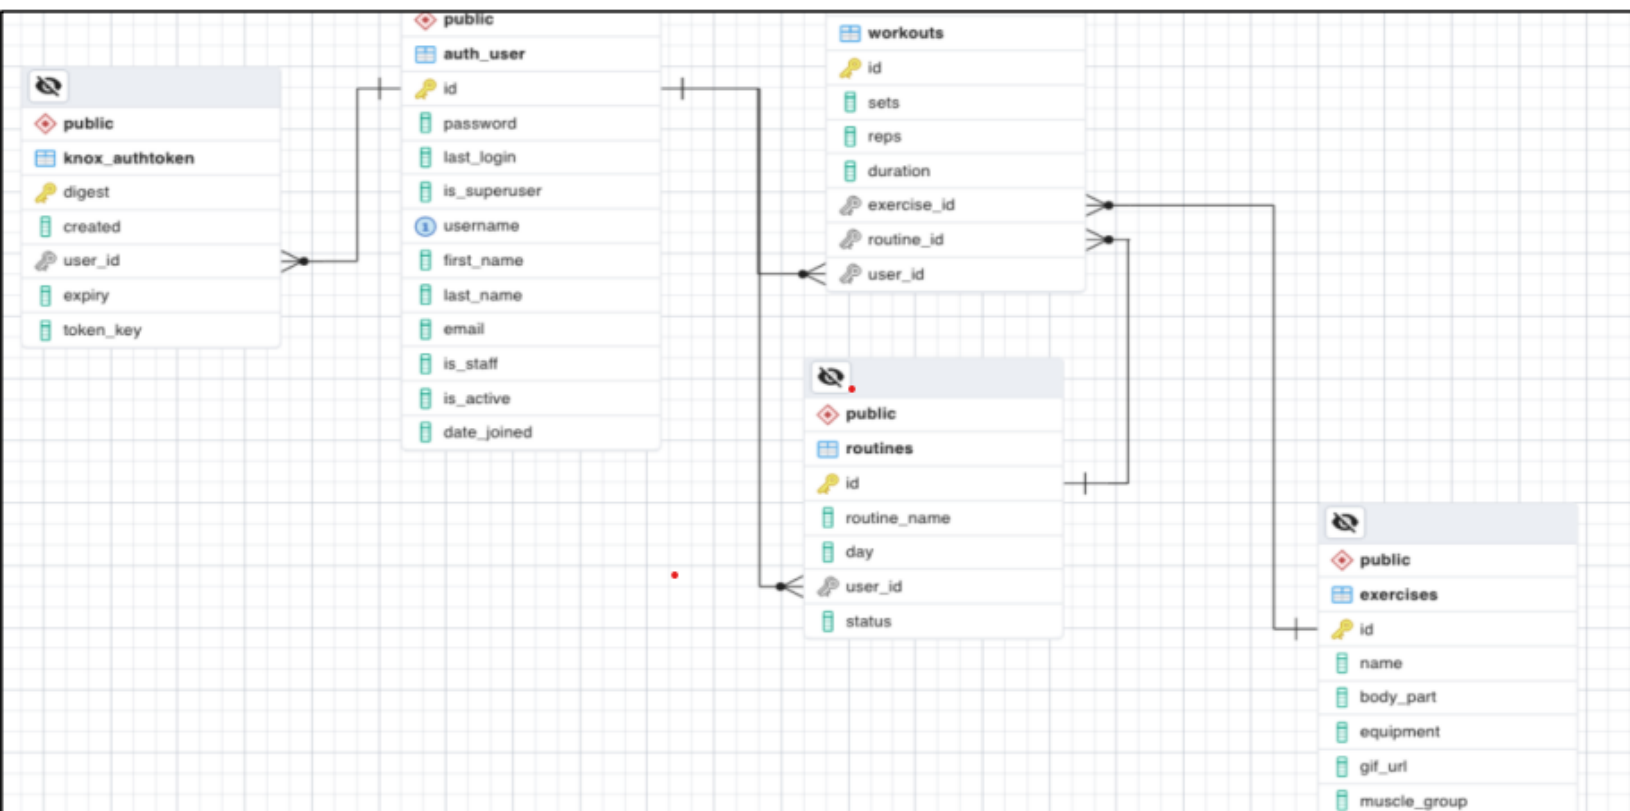 public
knox_authtoken
digest
created
user_id
expiry
token_key
public
auth_user
id
password
last_login
is_superuser
username
first_name
last_name
email
is_staff
is_active
date_joined
workouts
id
sets
reps
duration
exercise_id
routine_id
user_id
public
routines
id
routine_name
day
user_id
status
public
exercises
id
name
body_part
equipment
gif_url
muscle_group